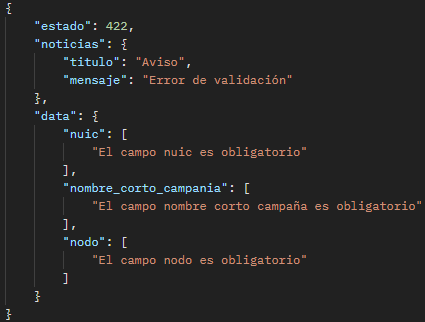 {
    "estado": 422,
    "noticias": {
        "titulo": "Aviso",
        "mensaje": "Error de validación"
    },
    "data": {
        "nuic": [
            "El campo nuic es obligatorio"
        ],
        "nombre_corto_campania": [
            "El campo nombre corto campaña es obligatorio"
        ],
        "nodo": [
            "El campo nodo es obligatorio"
        ]
    }
}